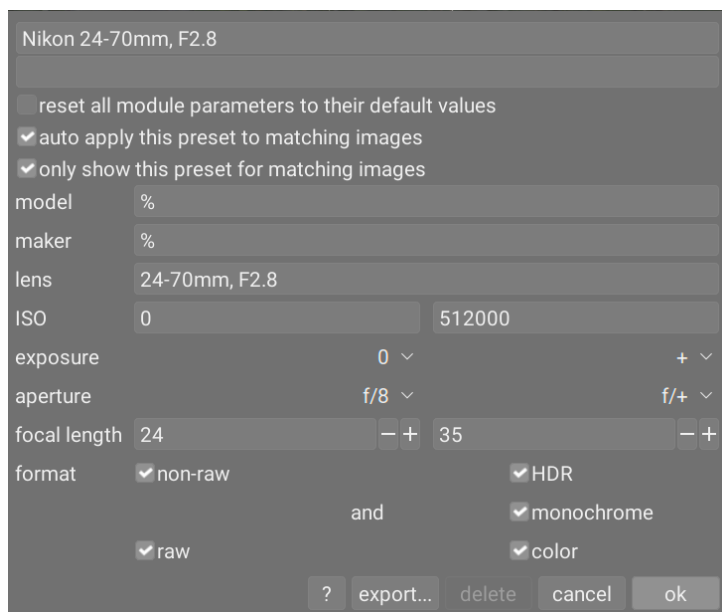 Nikon 24-70mm, F2.8
reset all module parameters to their default values
auto apply this preset to matching images
only show this preset for matching images
model %
maker %
lens 24-70mm, F2.8
ISO 0 512000
exposure 0 +
aperture f/8 f/+
focal length 24 − + 35 − +
format non-raw HDR
and monochrome
raw color
? export... delete cancel ok